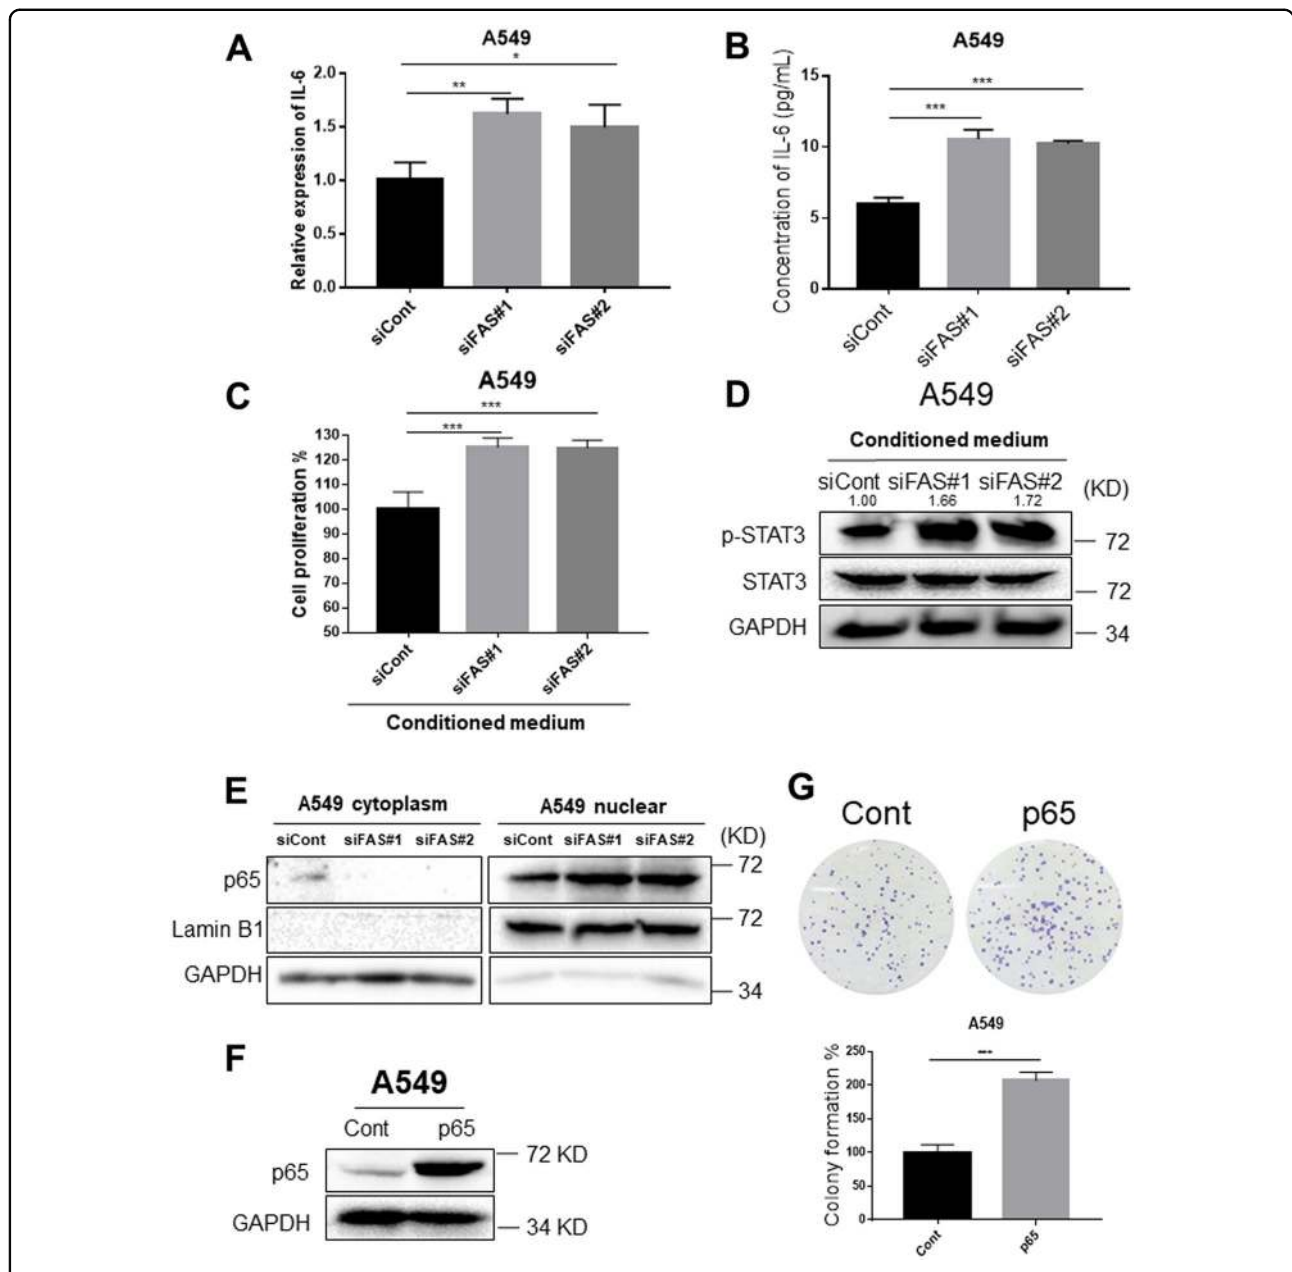 A
A549
Relative expression of IL-6
2.0
1.5
1.0
0.5
0.0
*
**
siCont
siFAS#1
siFAS#2
B
A549
Concentration of IL-6 (pg/mL)
15
10
5
0
***
***
siCont
siFAS#1
siFAS#2
C
A549
Cell proliferation %
130
120
110
100
90
80
70
60
50
***
***
siCont
siFAS#1
siFAS#2
Conditioned medium
D
A549
Conditioned medium
siCont siFAS#1 siFAS#2 (KD)
1.00 1.66 1.72
p-STAT3 72
STAT3 72
GAPDH 34
E
A549 cytoplasm A549 nuclear
siCont siFAS#1 siFAS#2 siCont siFAS#1 siFAS#2 (KD)
p65 72
Lamin B1 72
GAPDH 34
F
A549
Cont p65
p65 72 KD
GAPDH 34 KD
G
Cont p65
A549
Colony formation %
250
200
150
100
50
0
***
Cont
p65